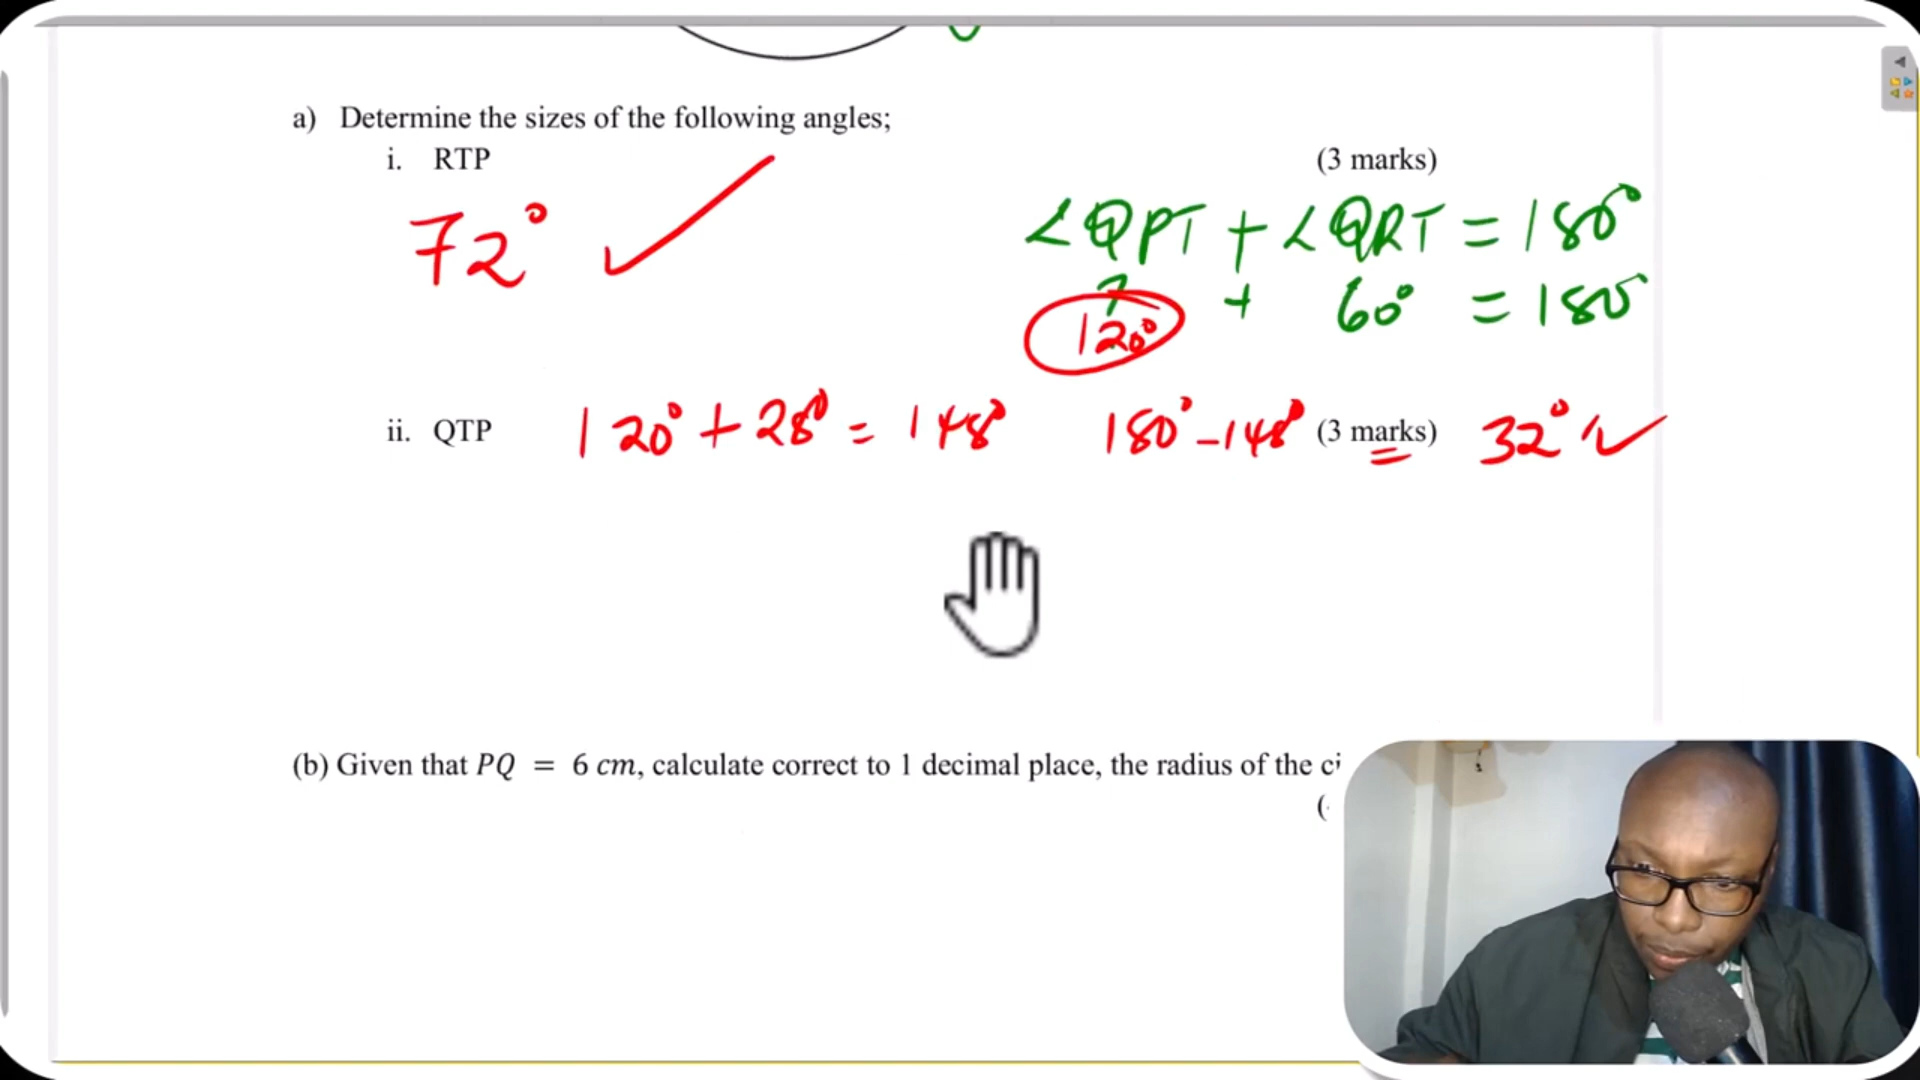 a) Determine the sizes of the following angles;
i. RTP (3 marks)
72° ✓
∠QPT + ∠QRT = 180°
? + 60° = 180°
120°
ii. QTP 120° + 28° = 148° 180° - 148° (3 marks) 32° ✓
(b) Given that PQ = 6 cm, calculate correct to 1 decimal place, the radius of the
(